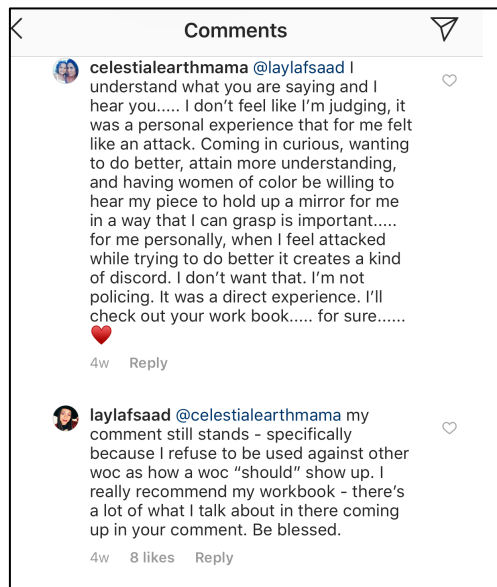 Comments
celestialearthmama @laylafsaad I
understand what you are saying and I
hear you..... I don't feel like I'm judging, it
was a personal experience that for me felt
like an attack. Coming in curious, wanting
to do better, attain more understanding,
and having women of color be willing to
hear my piece to hold up a mirror for me
in a way that I can grasp is important.....
for me personally, when I feel attacked
while trying to do better it creates a kind
of discord. I don't want that. I'm not
policing. It was a direct experience. I'll
check out your work book..... for sure......
❤️
4w Reply
laylafsaad @celestialearthmama my
comment still stands - specifically
because I refuse to be used against other
woc as how a woc “should” show up. I
really recommend my workbook - there's
a lot of what I talk about in there coming
up in your comment. Be blessed.
4w 8 likes Reply